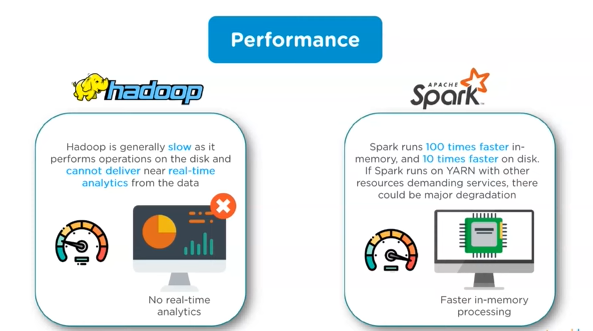 Performance
hadoop
Hadoop is generally slow as it
performs operations on the disk and
cannot deliver near real-time
analytics from the data
No real-time
analytics
APACHE
Spark
Spark runs 100 times faster in-
memory, and 10 times faster on disk.
If Spark runs on YARN with other
resources demanding services, there
could be major degradation
Faster in-memory
processing